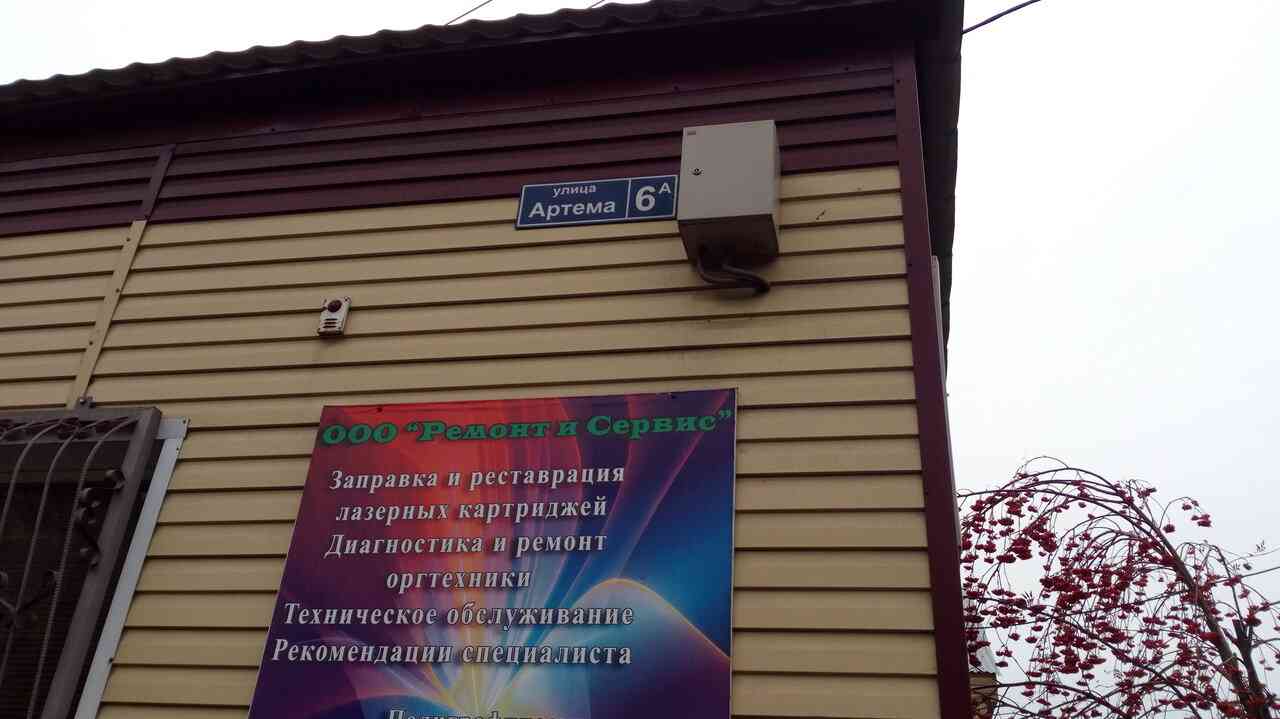 улица
Артема 6А
ООО “Ремонт и Сервис”
Заправка и реставрация
лазерных картриджей
Диагностика и ремонт
оргтехники
Техническое обслуживание
Рекомендации специалиста